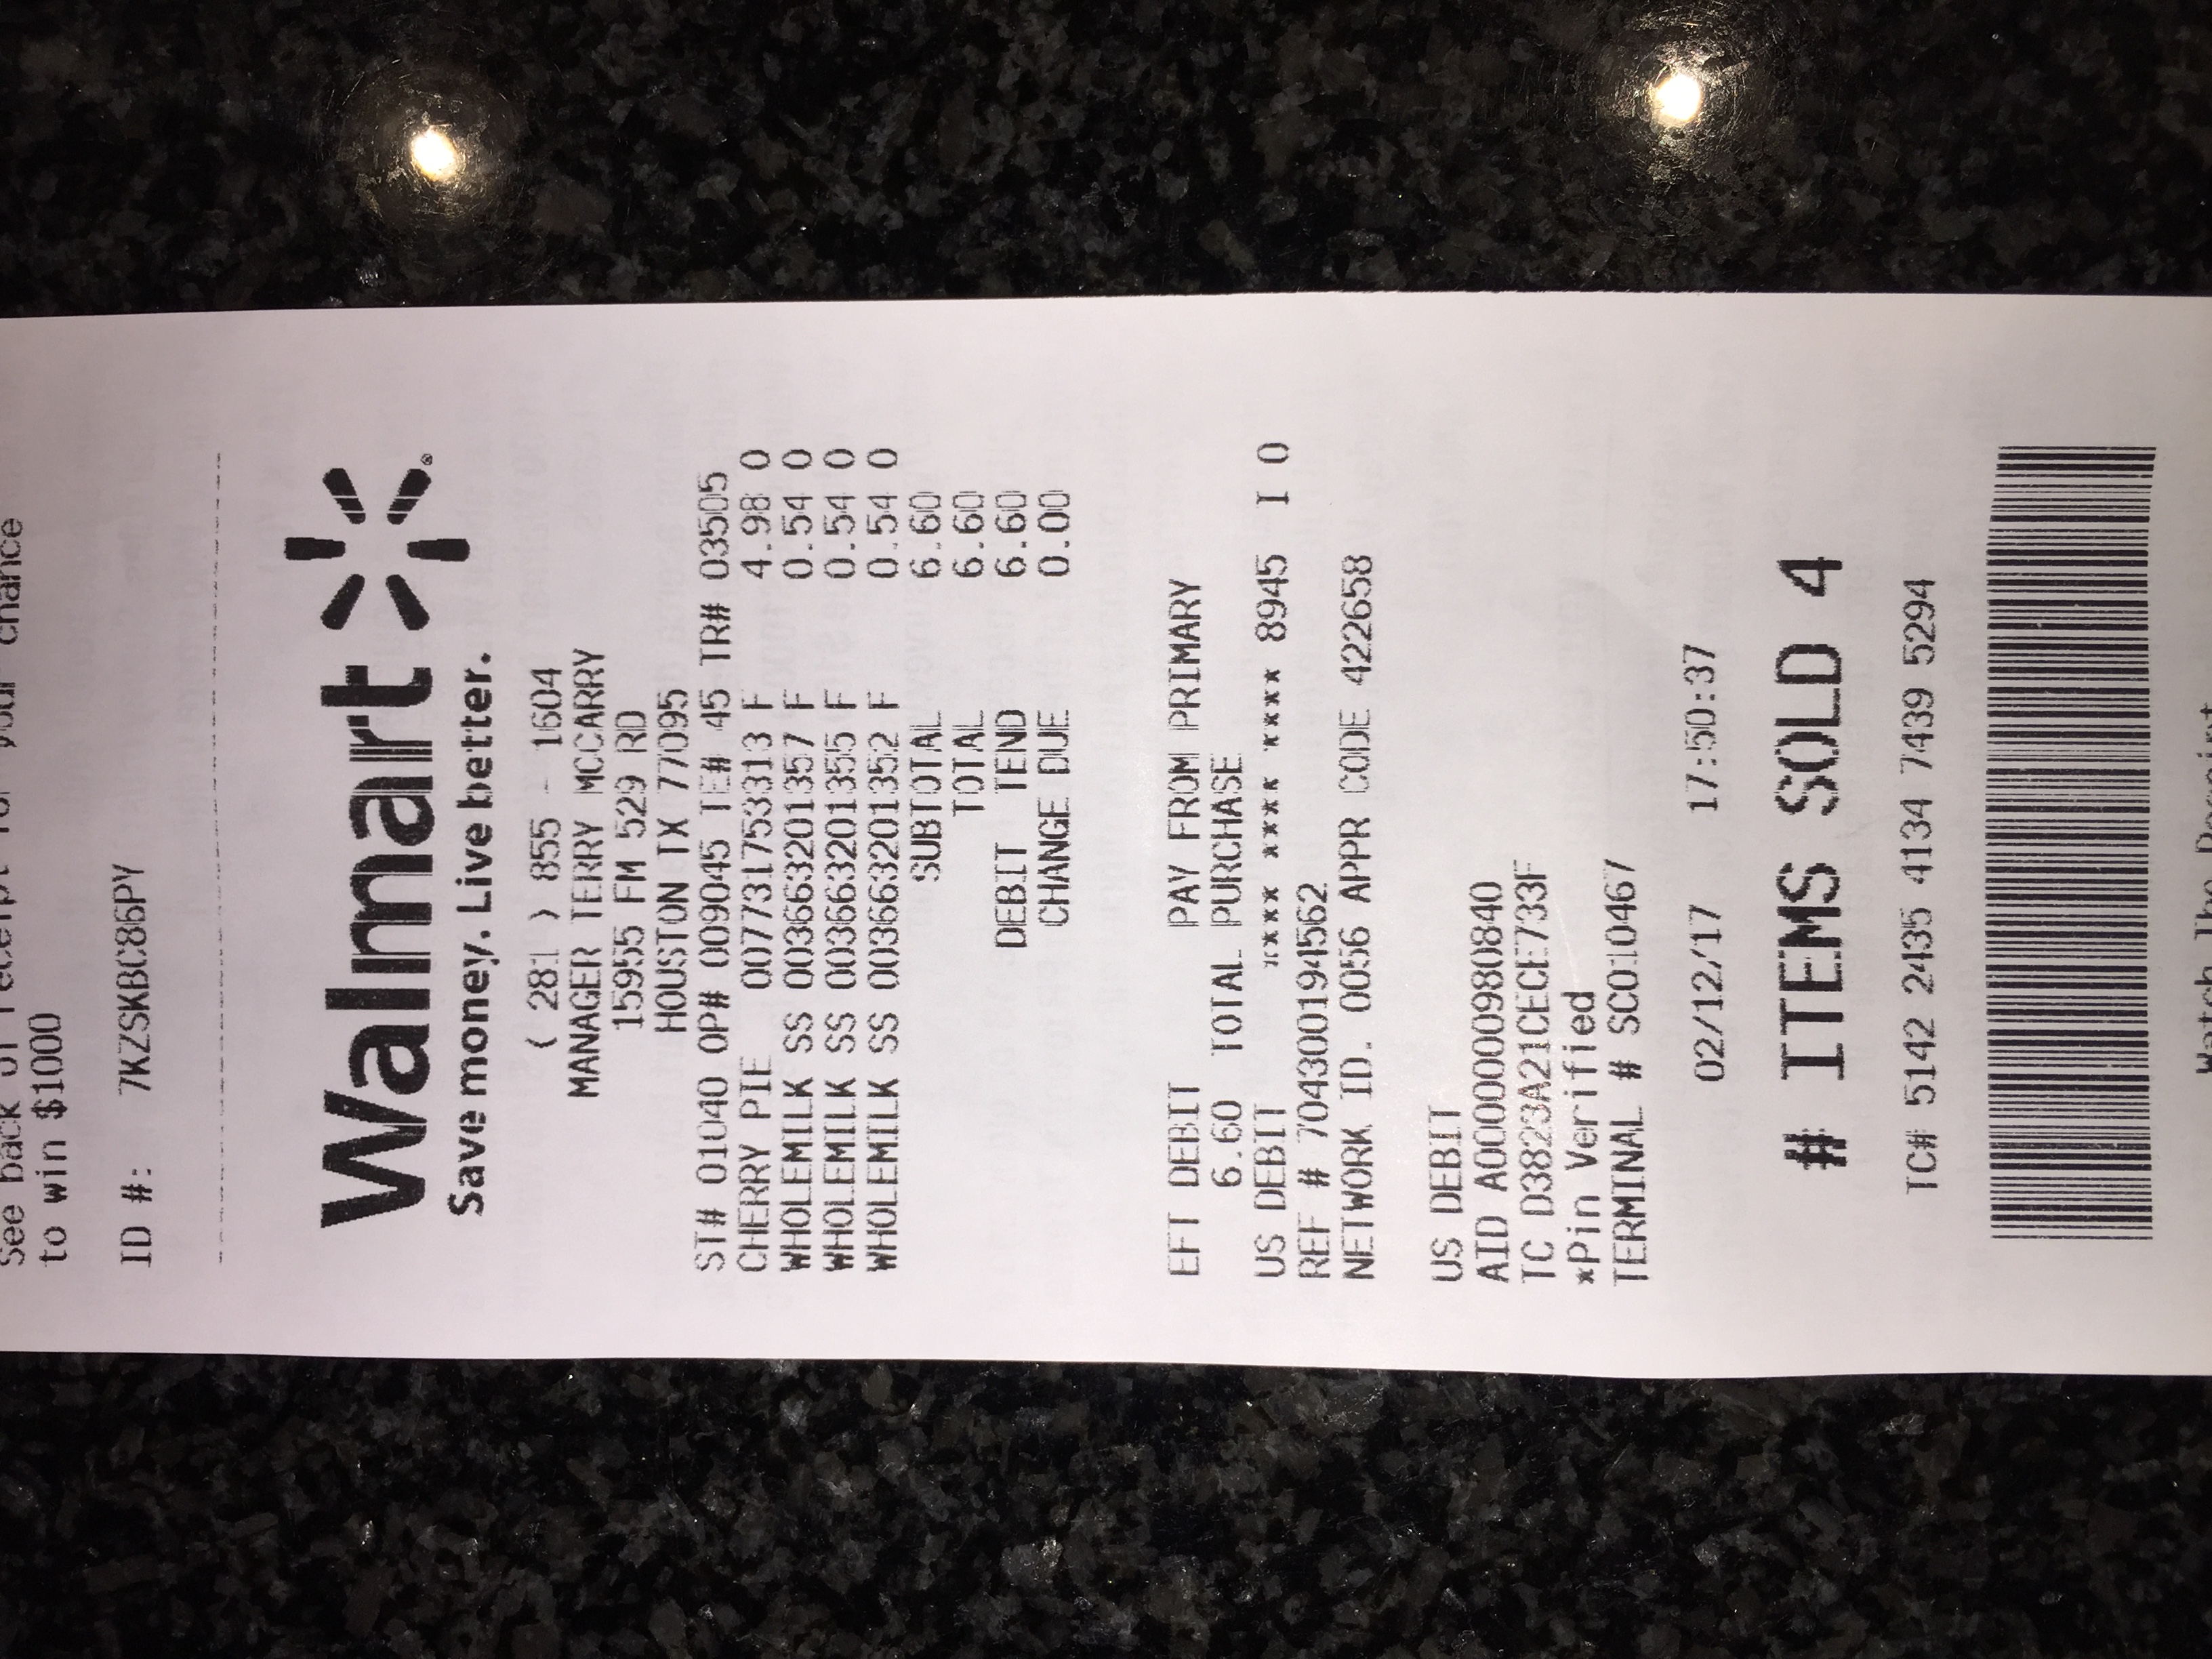 See back of receipt for your chance
to win $1000
ID #: 7KZSKBC86PY
Walmart
Save money. Live better.
( 281 ) 855 - 1604
MANAGER TERRY MCCARRY
15955 FM 529 RD
HOUSTON TX 77095
ST# 01040 OP# 009045 TE# 45 TR# 03505
CHERRY PIE 007731753313 F 4.98 O
WHOLEMILK SS 003663201357 F 0.54 O
WHOLEMILK SS 003663201355 F 0.54 O
WHOLEMILK SS 003663201352 F 0.54 O
SUBTOTAL 6.60
TOTAL 6.60
DEBIT TEND 6.60
CHANGE DUE 0.00
EFT DEBIT PAY FROM PRIMARY
6.60 TOTAL PURCHASE
US DEBIT **** **** **** 8945 I 0
REF # 704300194562
NETWORK ID. 0056 APPR CODE 422658
US DEBIT
AID A0000000980840
TC D3823A21CECE733F
*Pin Verified
TERMINAL # SC010467
02/12/17 17:50:37
# ITEMS SOLD 4
TC# 5142 2435 4134 7439 5294
Watch The Receipt